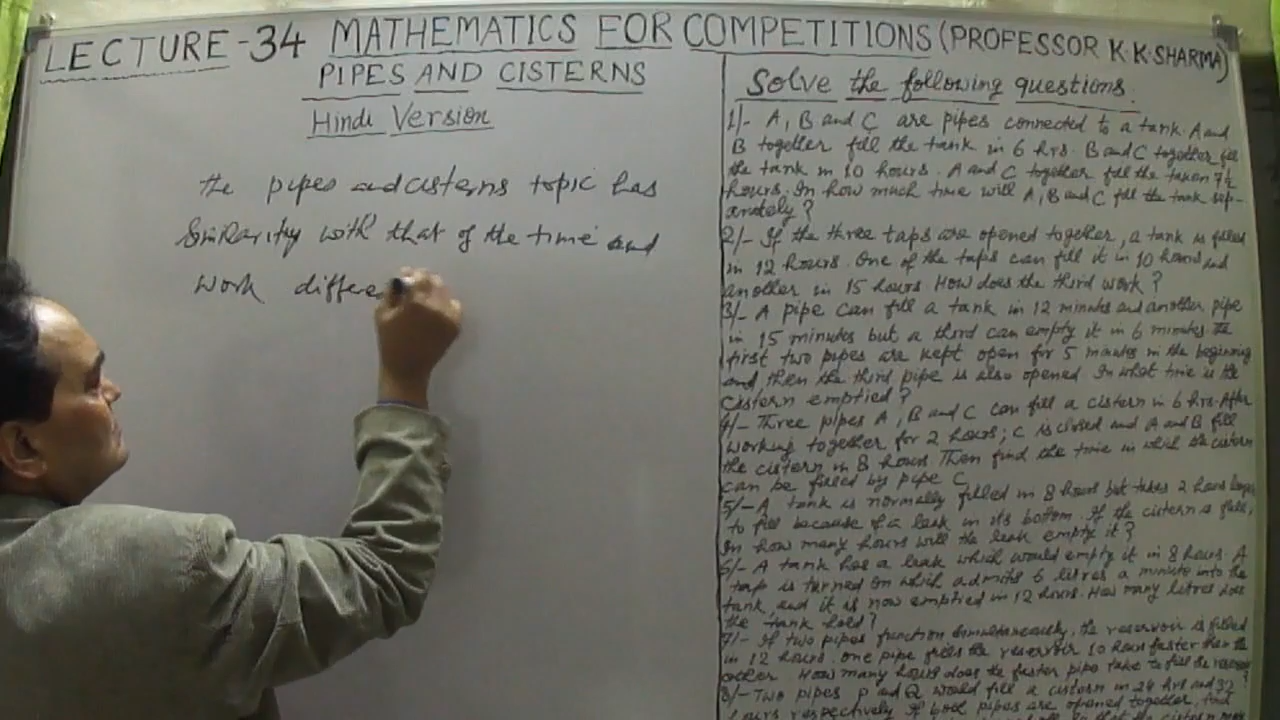 LECTURE-34 MATHEMATICS FOR COMPETITIONS (PROFESSOR K.K.SHARMA)
PIPES AND CISTERNS
Hindi Version
the pipes and cisterns topic has
Similarity with that of the time and
work differe
Solve the following questions.
1/- A, B and C are pipes connected to a tank. A and
B together fill the tank in 6 hrs. B and C together fill
the tank in 10 hours. A and C together fill the tank in 7½
hours. In how much time will A, B and C fill the tank sep-
arately?
2/- If the three taps are opened together, a tank is filled
in 12 hours. One of the taps can fill it in 10 hours and
another in 15 hours How does the third work?
3/- A pipe can fill a tank in 12 minutes and another pipe
in 15 minutes but a third can empty it in 6 minutes The
first two pipes are kept open for 5 minutes in the beginning
and then the third pipe is also opened In what time is the
cistern emptied?
4/- Three pipes A, B and C can fill a cistern in 6 hrs. After
working together for 2 hours; C is closed and A and B fill
the cistern in 8 hours. Then find the time in which the cistern
can be filled by pipe C
5/- A tank is normally filled in 8 hours but takes 2 hours longer
to fill because of a leak in its bottom. If the cistern is full,
In how many hours will the leak empty it?
6/- A tank has a leak which would empty it in 8 hours. A
tap is turned on which admits 6 litres a minute into the
tank, and it is now emptied in 12 hours. How many litres does
the tank hold?
7/- If two pipes function simultaneously, the reservoir is filled
in 12 hours. One pipe fills the reservoir 10 hours faster than the
other. How many hours does the faster pipe take to fill the reservoir?
8/- Two pipes P and Q would fill a cistern in 24 hrs and 32
hours respectively If both pipes are opened together, find